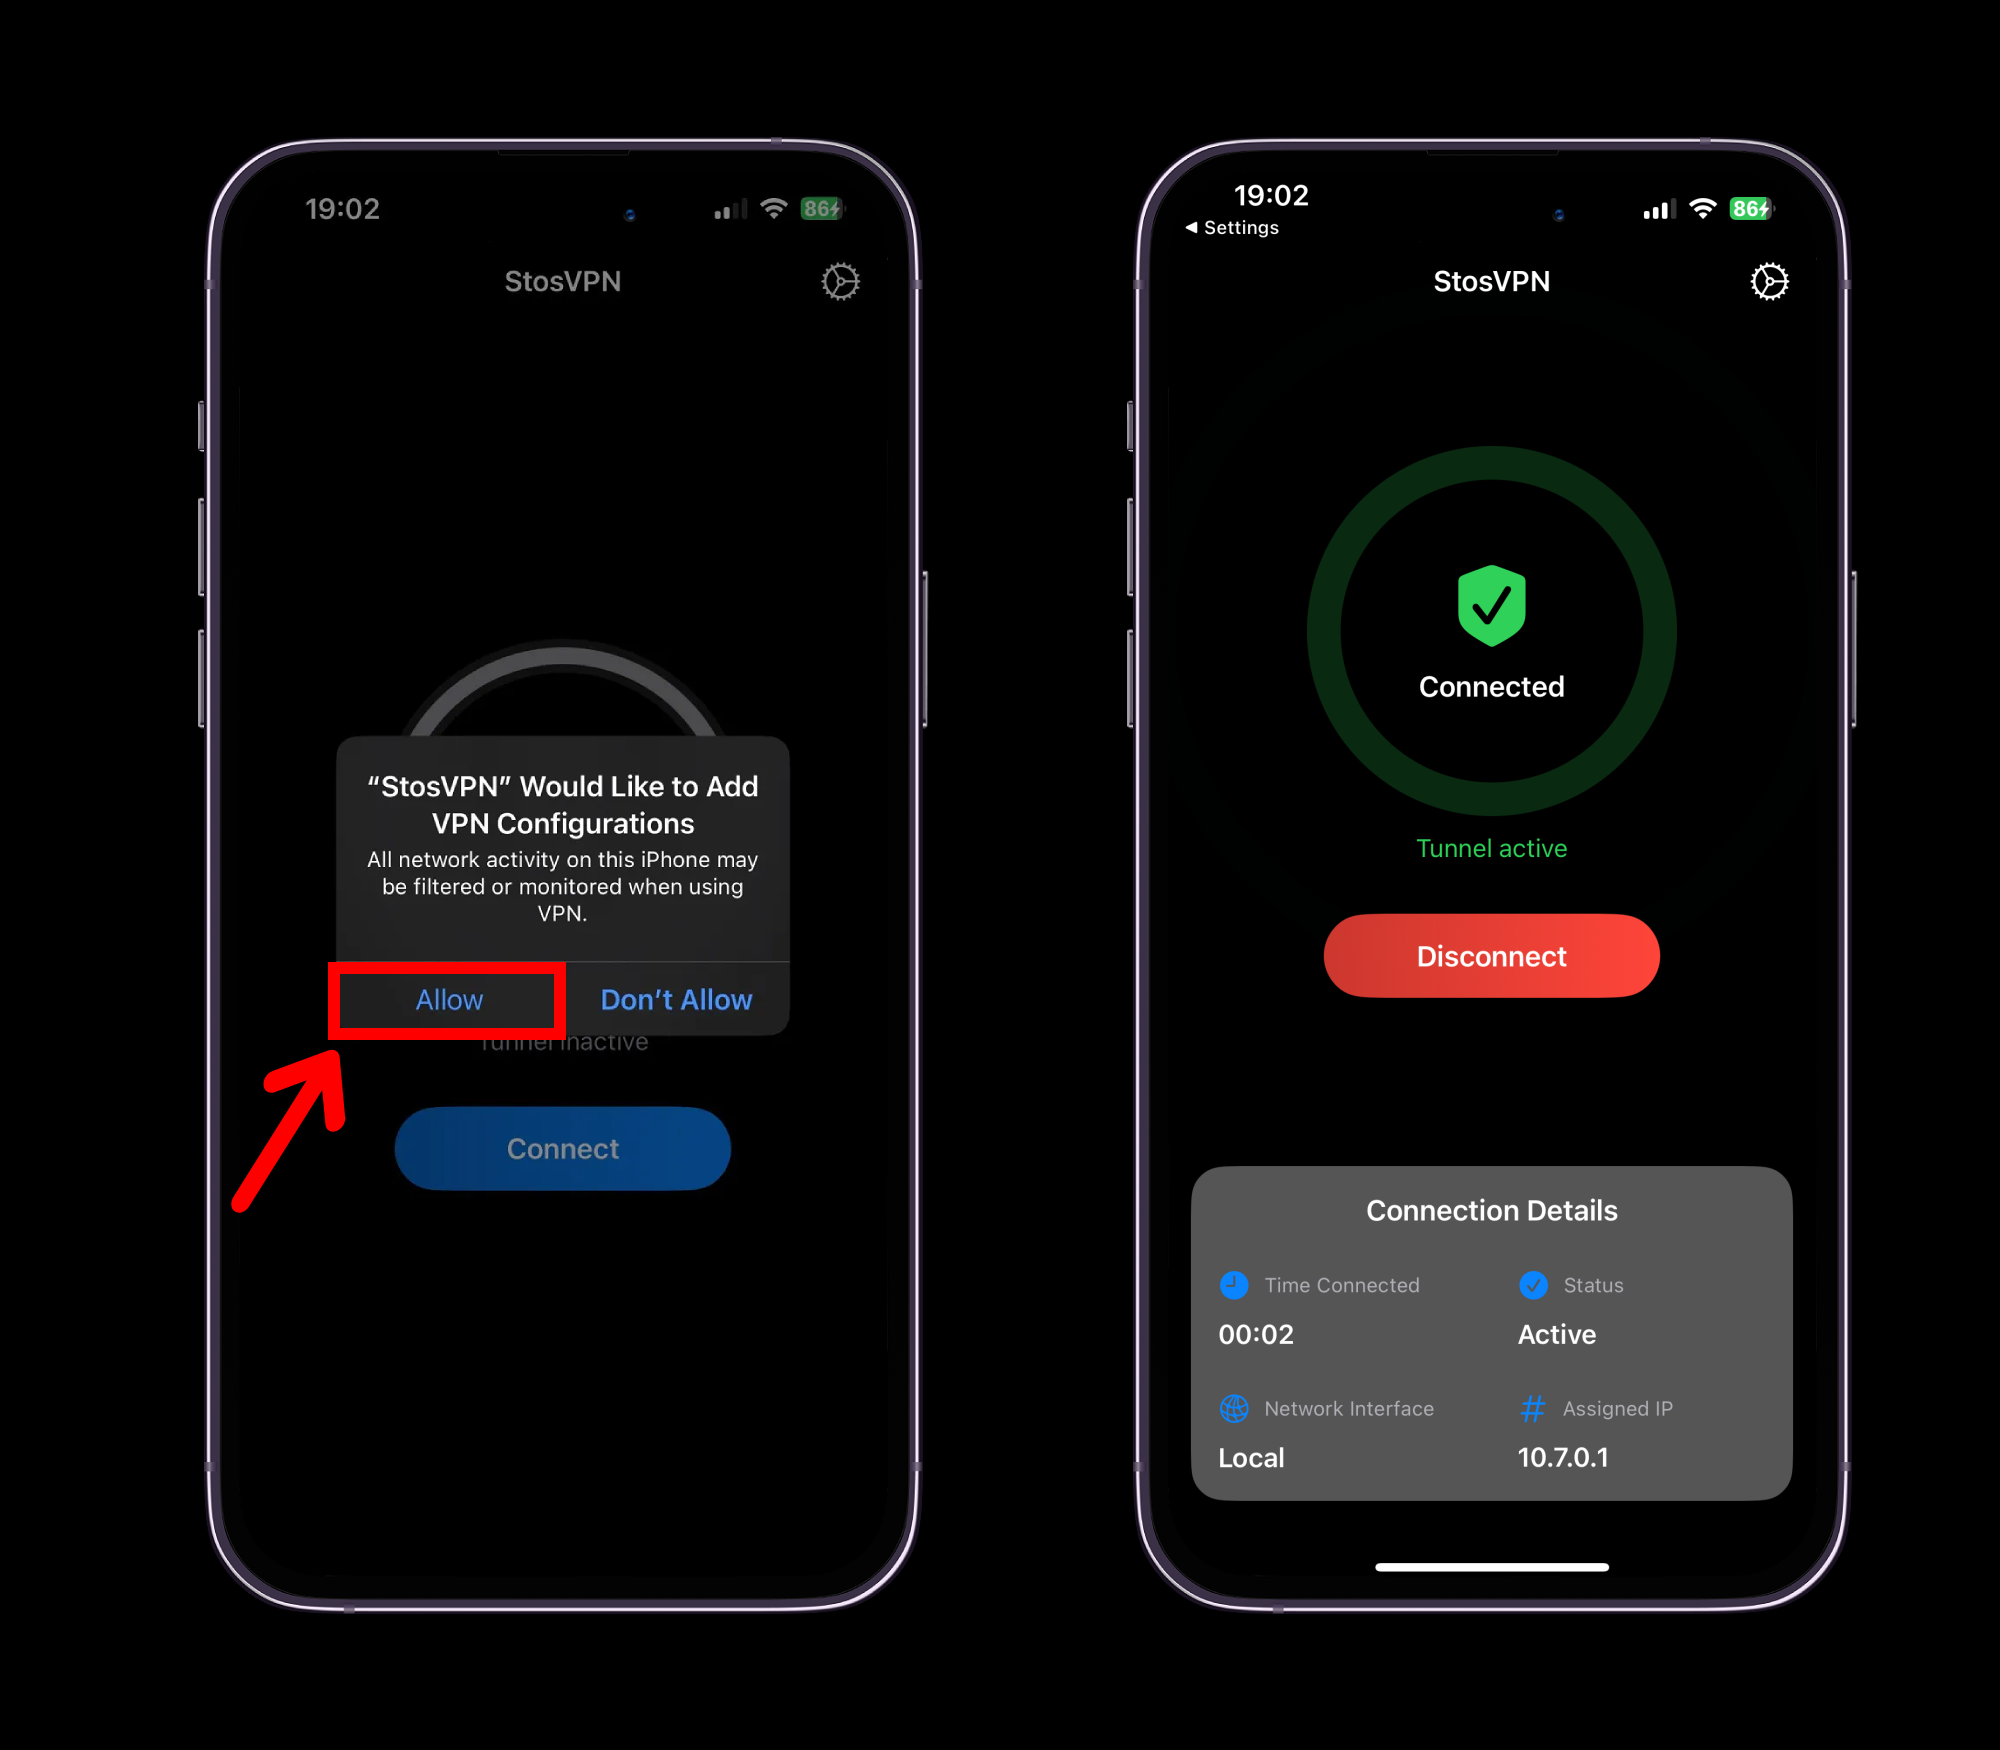 19:02
86
StosVPN
“StosVPN” Would Like to Add
VPN Configurations
All network activity on this iPhone may
be filtered or monitored when using
VPN.
Allow
Don’t Allow
Tunnel inactive
Connect
19:02
86
Settings
StosVPN
Connected
Tunnel active
Disconnect
Connection Details
Time Connected
Status
00:02
Active
Network Interface
# Assigned IP
Local
10.7.0.1